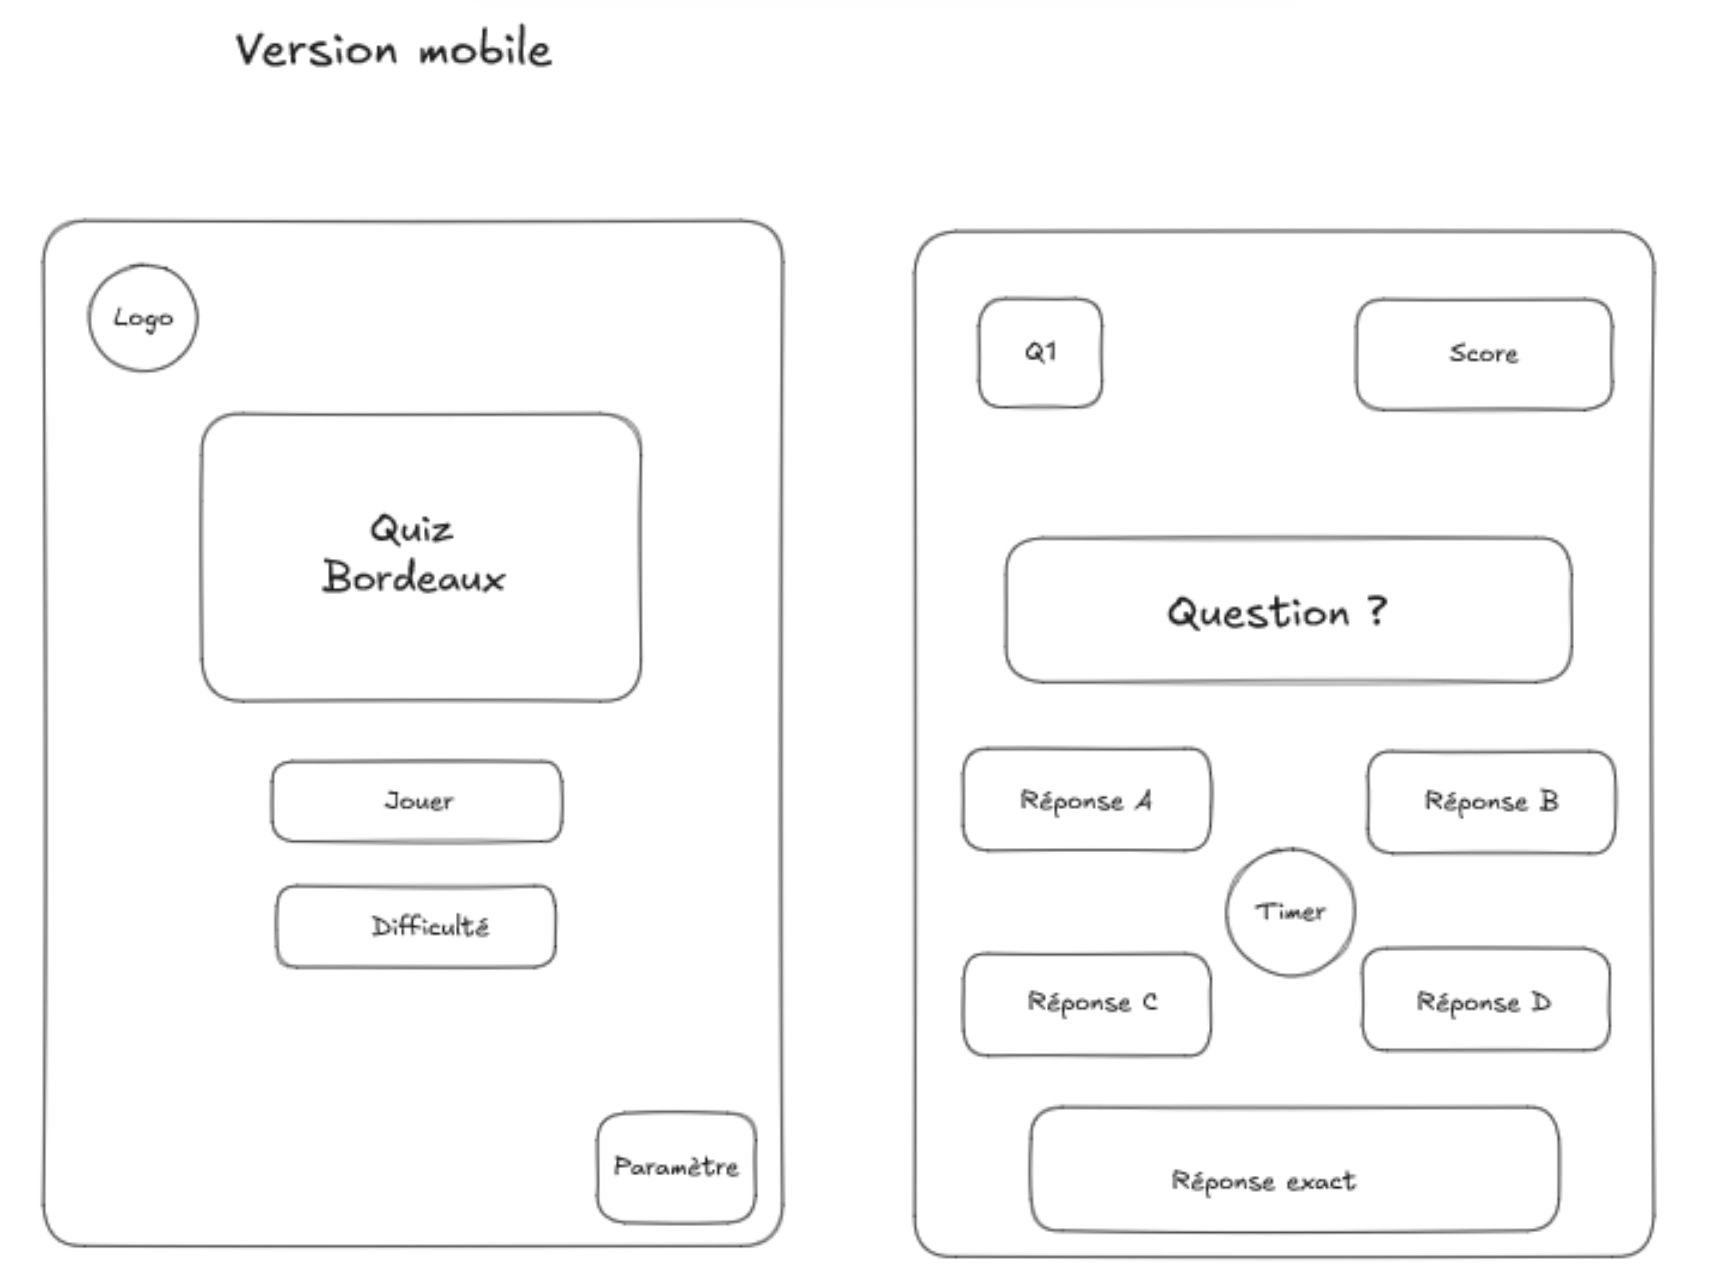 Version mobile
Logo
Quiz
Bordeaux
Jouer
Difficulté
Paramètre
Q1
Score
Question ?
Réponse A
Réponse B
Timer
Réponse C
Réponse D
Réponse exact